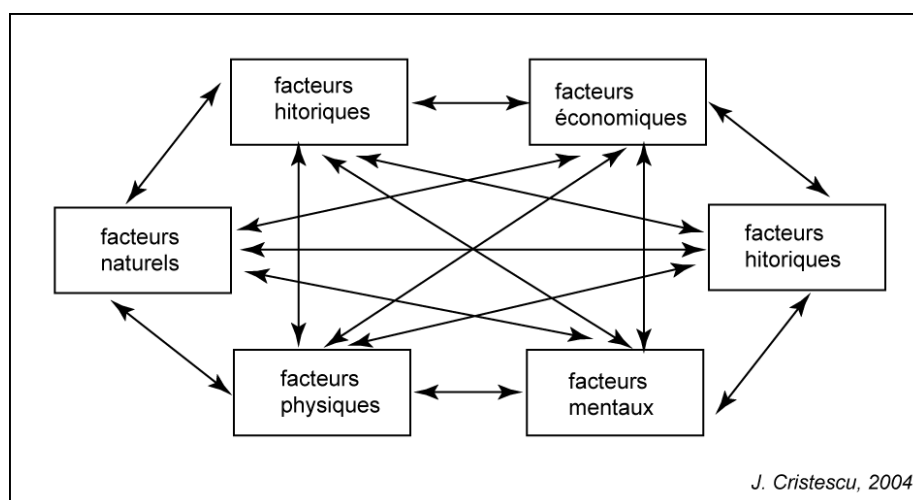 facteurs
hitoriques
facteurs
économiques
facteurs
naturels
facteurs
hitoriques
facteurs
physiques
facteurs
mentaux
J. Cristescu, 2004